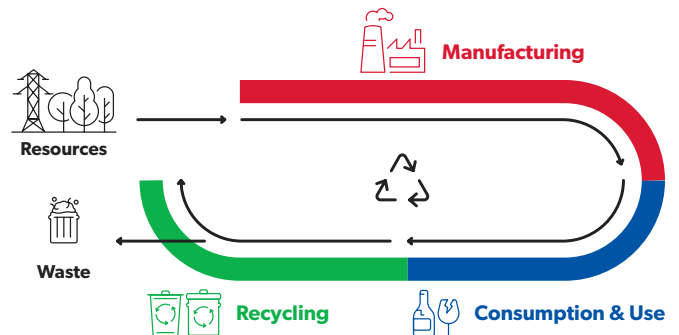 Manufacturing
Resources
Waste
Recycling
Consumption & Use